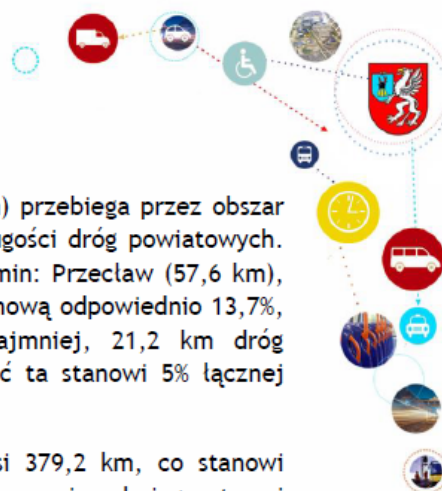 ) przebiega przez obszar
ugości dróg powiatowych.
min: Przecław (57,6 km),
nową odpowiednio 13,7%,
ajmniej, 21,2 km dróg
ć ta stanowi 5% łącznej
si 379,2 km, co stanowi